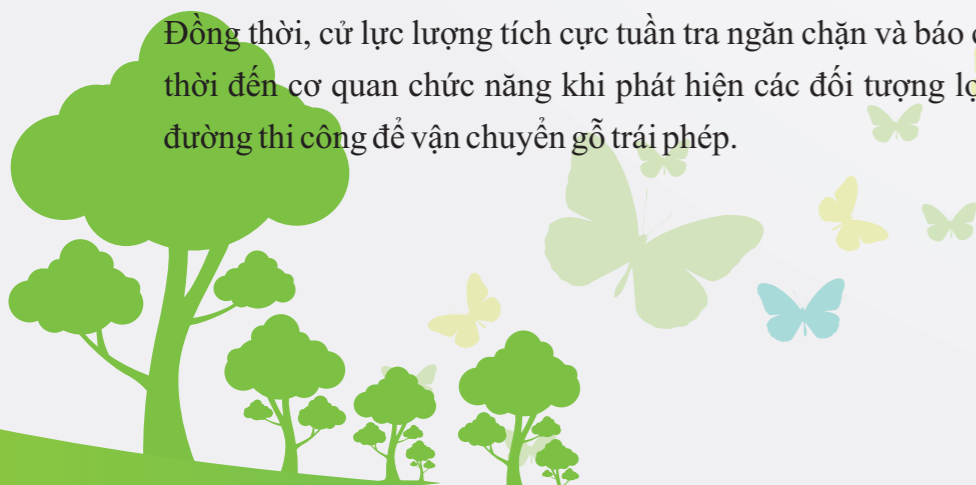 Đồng thời, cử lực lượng tích cực tuần tra ngăn chặn và báo
thời đến cơ quan chức năng khi phát hiện các đối tượng
đường thi công để vận chuyển gỗ trái phép.